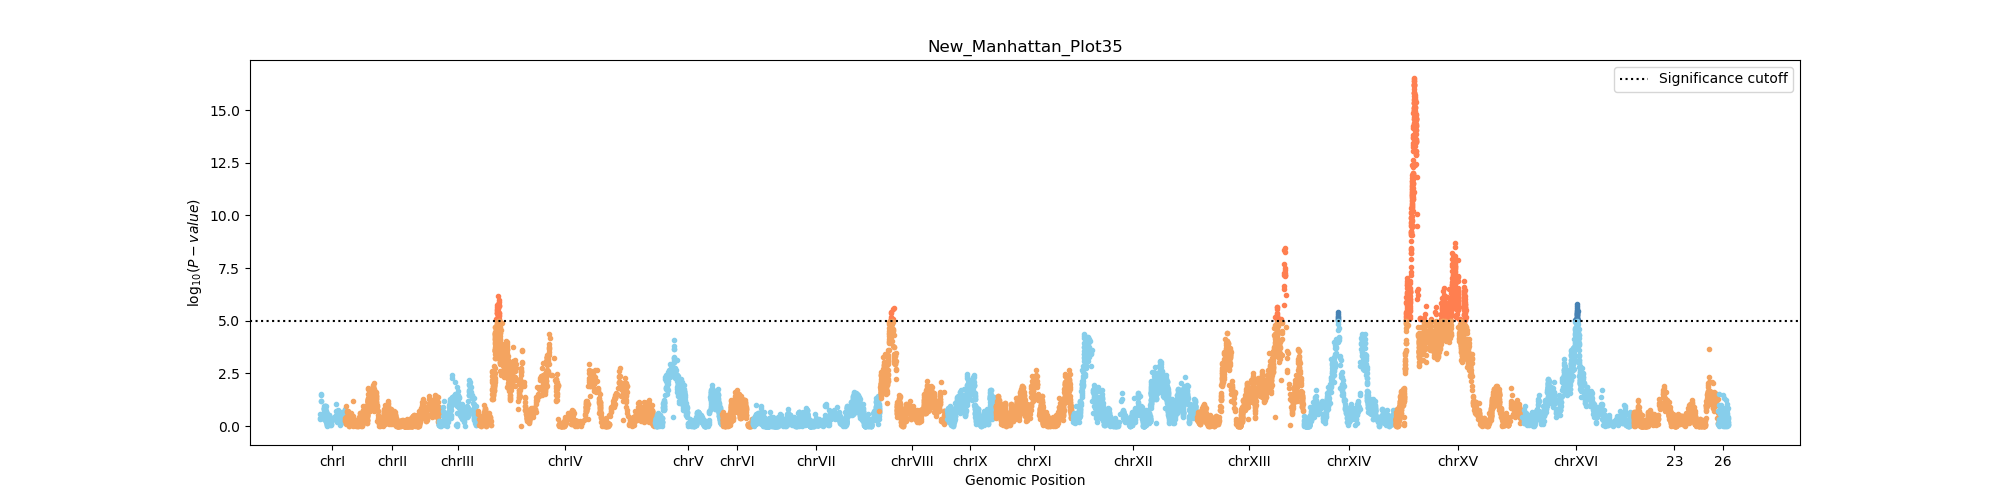 New_Manhattan_Plot35
Significance cutoff
log10(P − value)
15.0
12.5
10.0
7.5
5.0
2.5
0.0
chrI chrII chrIII chrIV chrV chrVI chrVII chrVIII chrIX chrXI chrXII chrXIII chrXIV chrXV chrXVI 23 26
Genomic Position